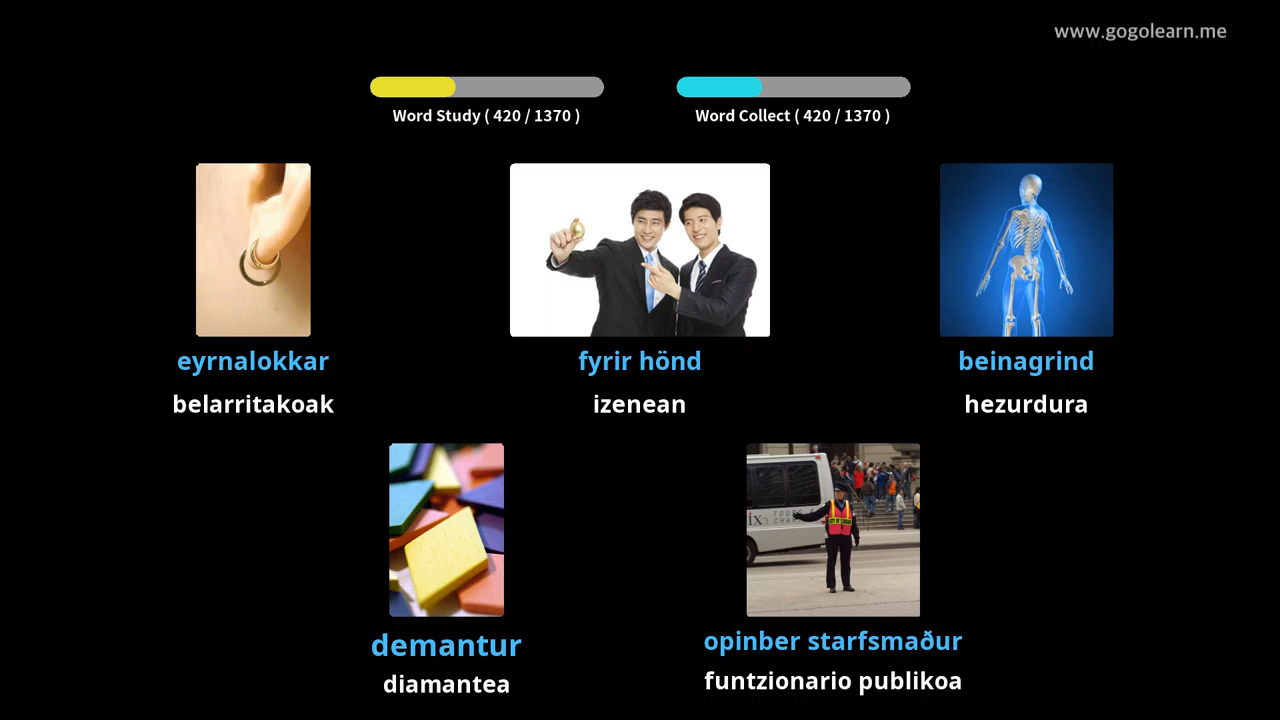 www.gogolearn.me
Word Study ( 420 / 1370 )
Word Collect ( 420 / 1370 )
eyrnalokkar
belarritakoak
fyrir hönd
izenean
beinagrind
hezurdura
demantur
diamantea
opinber starfsmaður
funtzionario publikoa